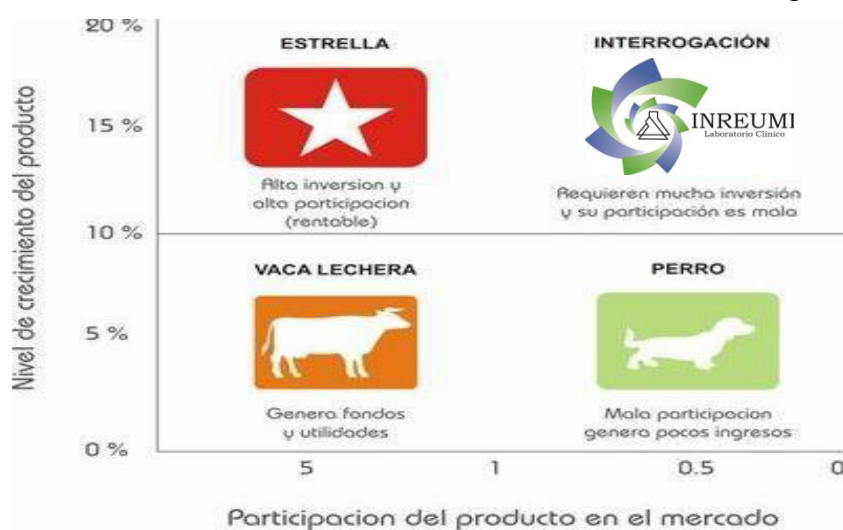 20 %
ESTRELLA
INTERROGACIÓN
15 %
INREUMI
Laboratorio Clínico
Alta inversion y
alta participacion
(rentable)
Requieren mucha inversión
y su participación es mala
10 %
VACA LECHERA
PERRO
5 %
Genera fondos
y utilidades
Mala participacion
genera pocos ingresos
0 %
5
1
0.5
0
Nivel de crecimiento del producto
Participacion del producto en el mercado